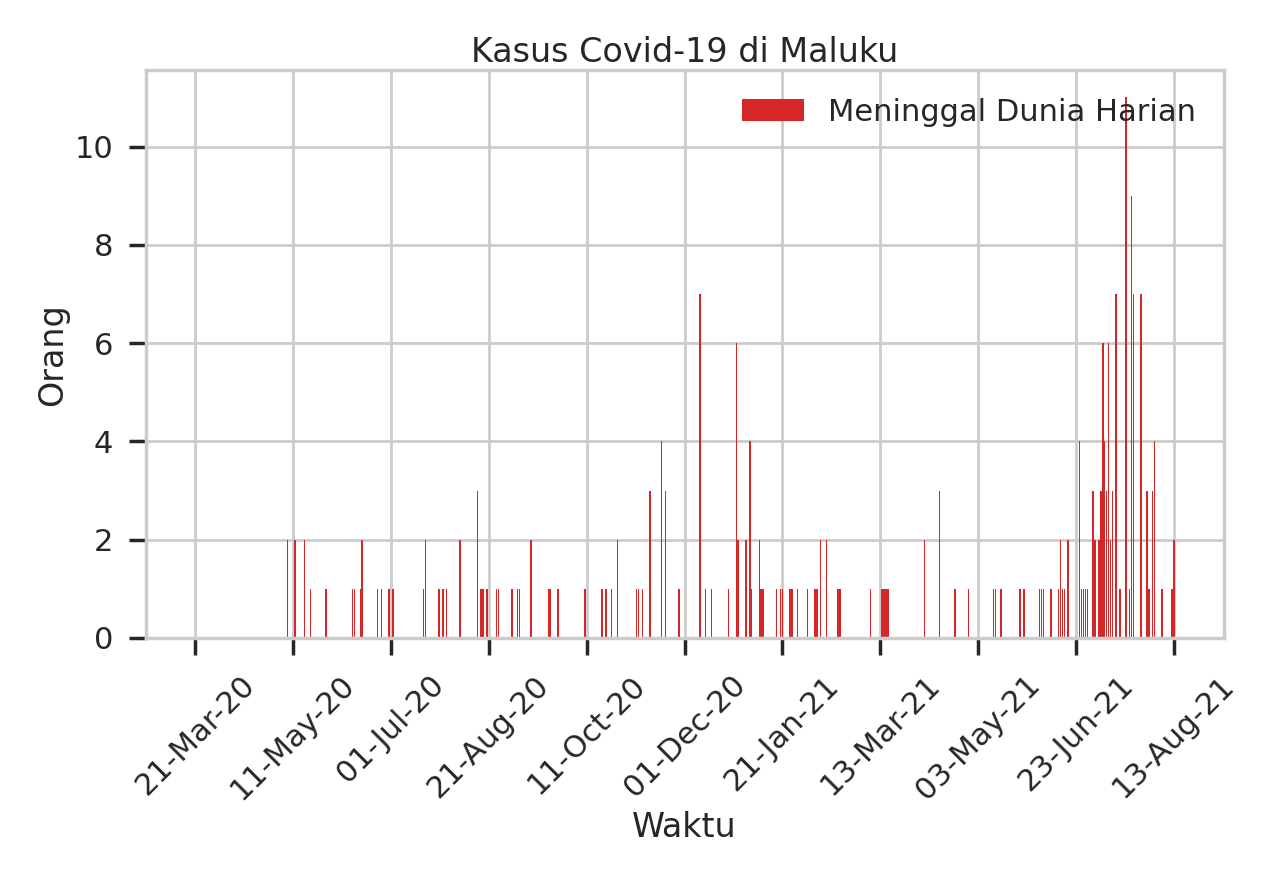 Kasus Covid-19 di Maluku
Meninggal Dunia Harian
10
8
6
4
2
0
Orang
21-Mar-20
11-May-20
01-Jul-20
21-Aug-20
11-Oct-20
01-Dec-20
21-Jan-21
13-Mar-21
03-May-21
23-Jun-21
13-Aug-21
Waktu